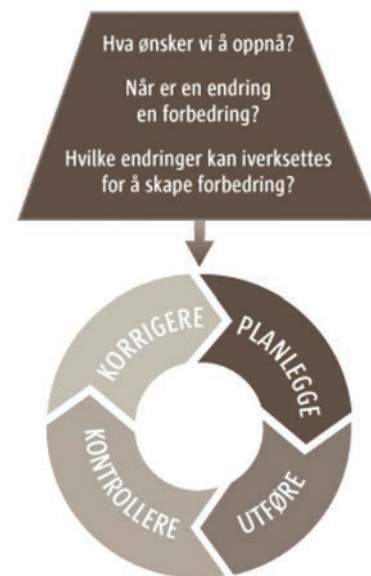 Hva ønsker vi å oppnå?
Når er en endring
en forbedring?
Hvilke endringer kan iverksettes
for å skape forbedring?
KORRIGERE
PLANLEGGE
KONTROLLERE
UTFØRE